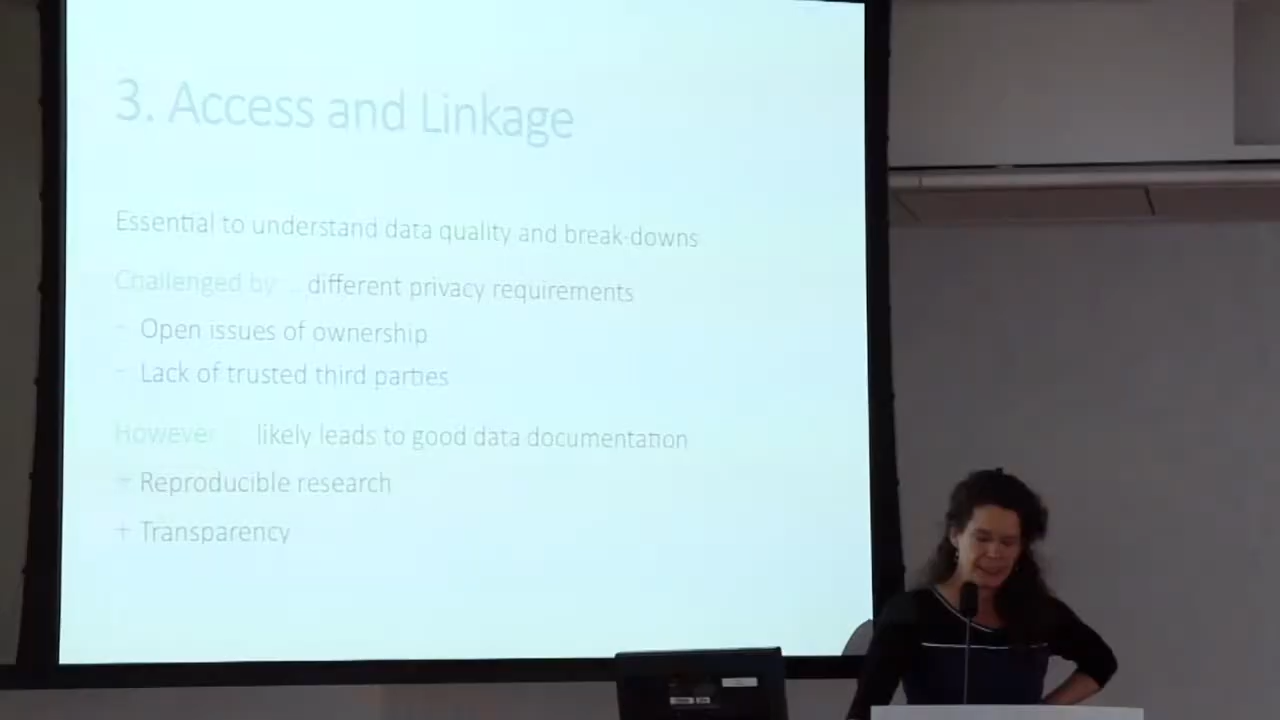 3. Access and Linkage
Essential to understand data quality and break-downs
Challenged by ... different privacy requirements
- Open issues of ownership
- Lack of trusted third parties
However ... likely leads to good data documentation
+ Reproducible research
+ Transparency